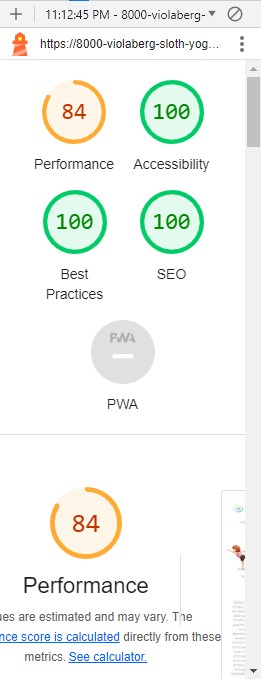 11:12:45 PM - 8000-violaberg-
https://8000-violaberg-sloth-yog...
84
100
Performance
Accessibility
100
100
Best
Practices
SEO
PWA
PWA
84
Performance
ues are estimated and may vary. The
nce score is calculated directly from these
metrics. See calculator.